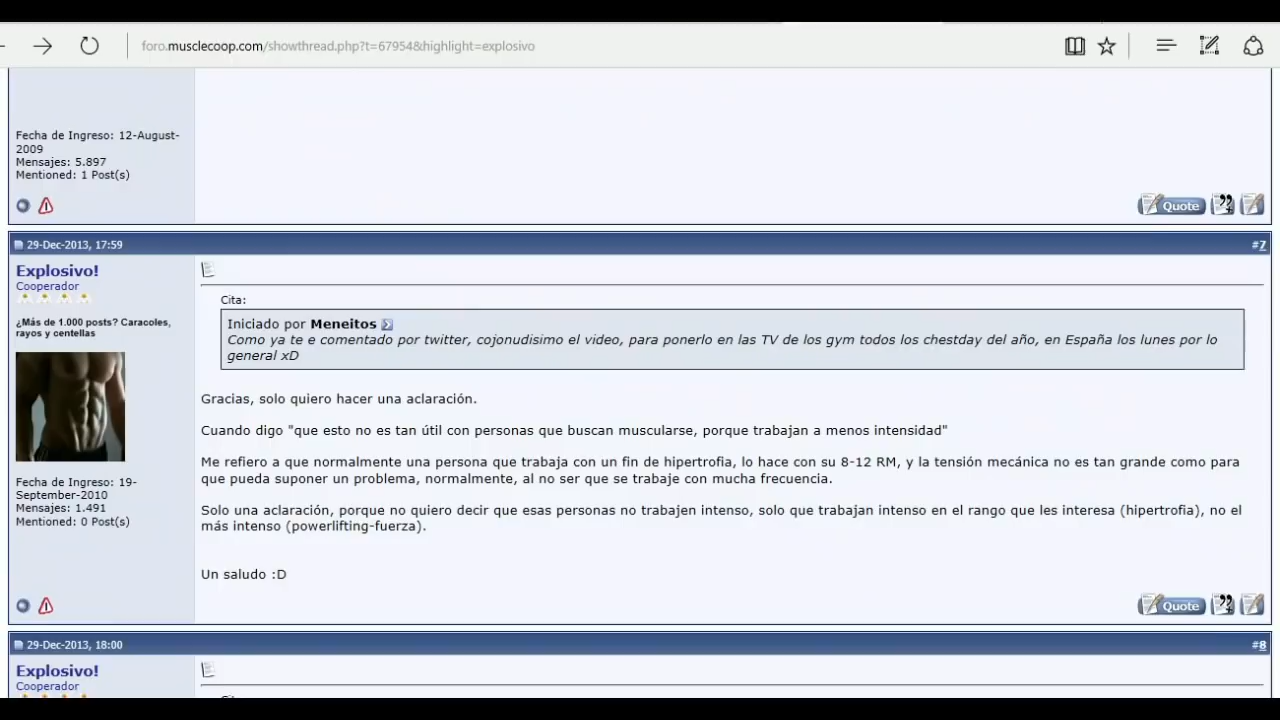 foro.musclecoop.com/showthread.php?t=67954&highlight=explosivo
Fecha de Ingreso: 12-August-
2009
Mensajes: 5.897
Mentioned: 1 Post(s)
Quote
29-Dec-2013, 17:59
#7
Explosivo!
Cooperador
¿Más de 1.000 posts? Caracoles,
rayos y centellas
Fecha de Ingreso: 19-
September-2010
Mensajes: 1.491
Mentioned: 0 Post(s)
Cita:
Iniciado por Meneitos
Como ya te e comentado por twitter, cojonudisimo el video, para ponerlo en las TV de los gym todos los chestday del año, en España los lunes por lo
general xD
Gracias, solo quiero hacer una aclaración.
Cuando digo "que esto no es tan útil con personas que buscan muscularse, porque trabajan a menos intensidad"
Me refiero a que normalmente una persona que trabaja con un fin de hipertrofia, lo hace con su 8-12 RM, y la tensión mecánica no es tan grande como para
que pueda suponer un problema, normalmente, al no ser que se trabaje con mucha frecuencia.
Solo una aclaración, porque no quiero decir que esas personas no trabajen intenso, solo que trabajan intenso en el rango que les interesa (hipertrofia), no el
más intenso (powerlifting-fuerza).
Un saludo :D
Quote
29-Dec-2013, 18:00
#8
Explosivo!
Cooperador